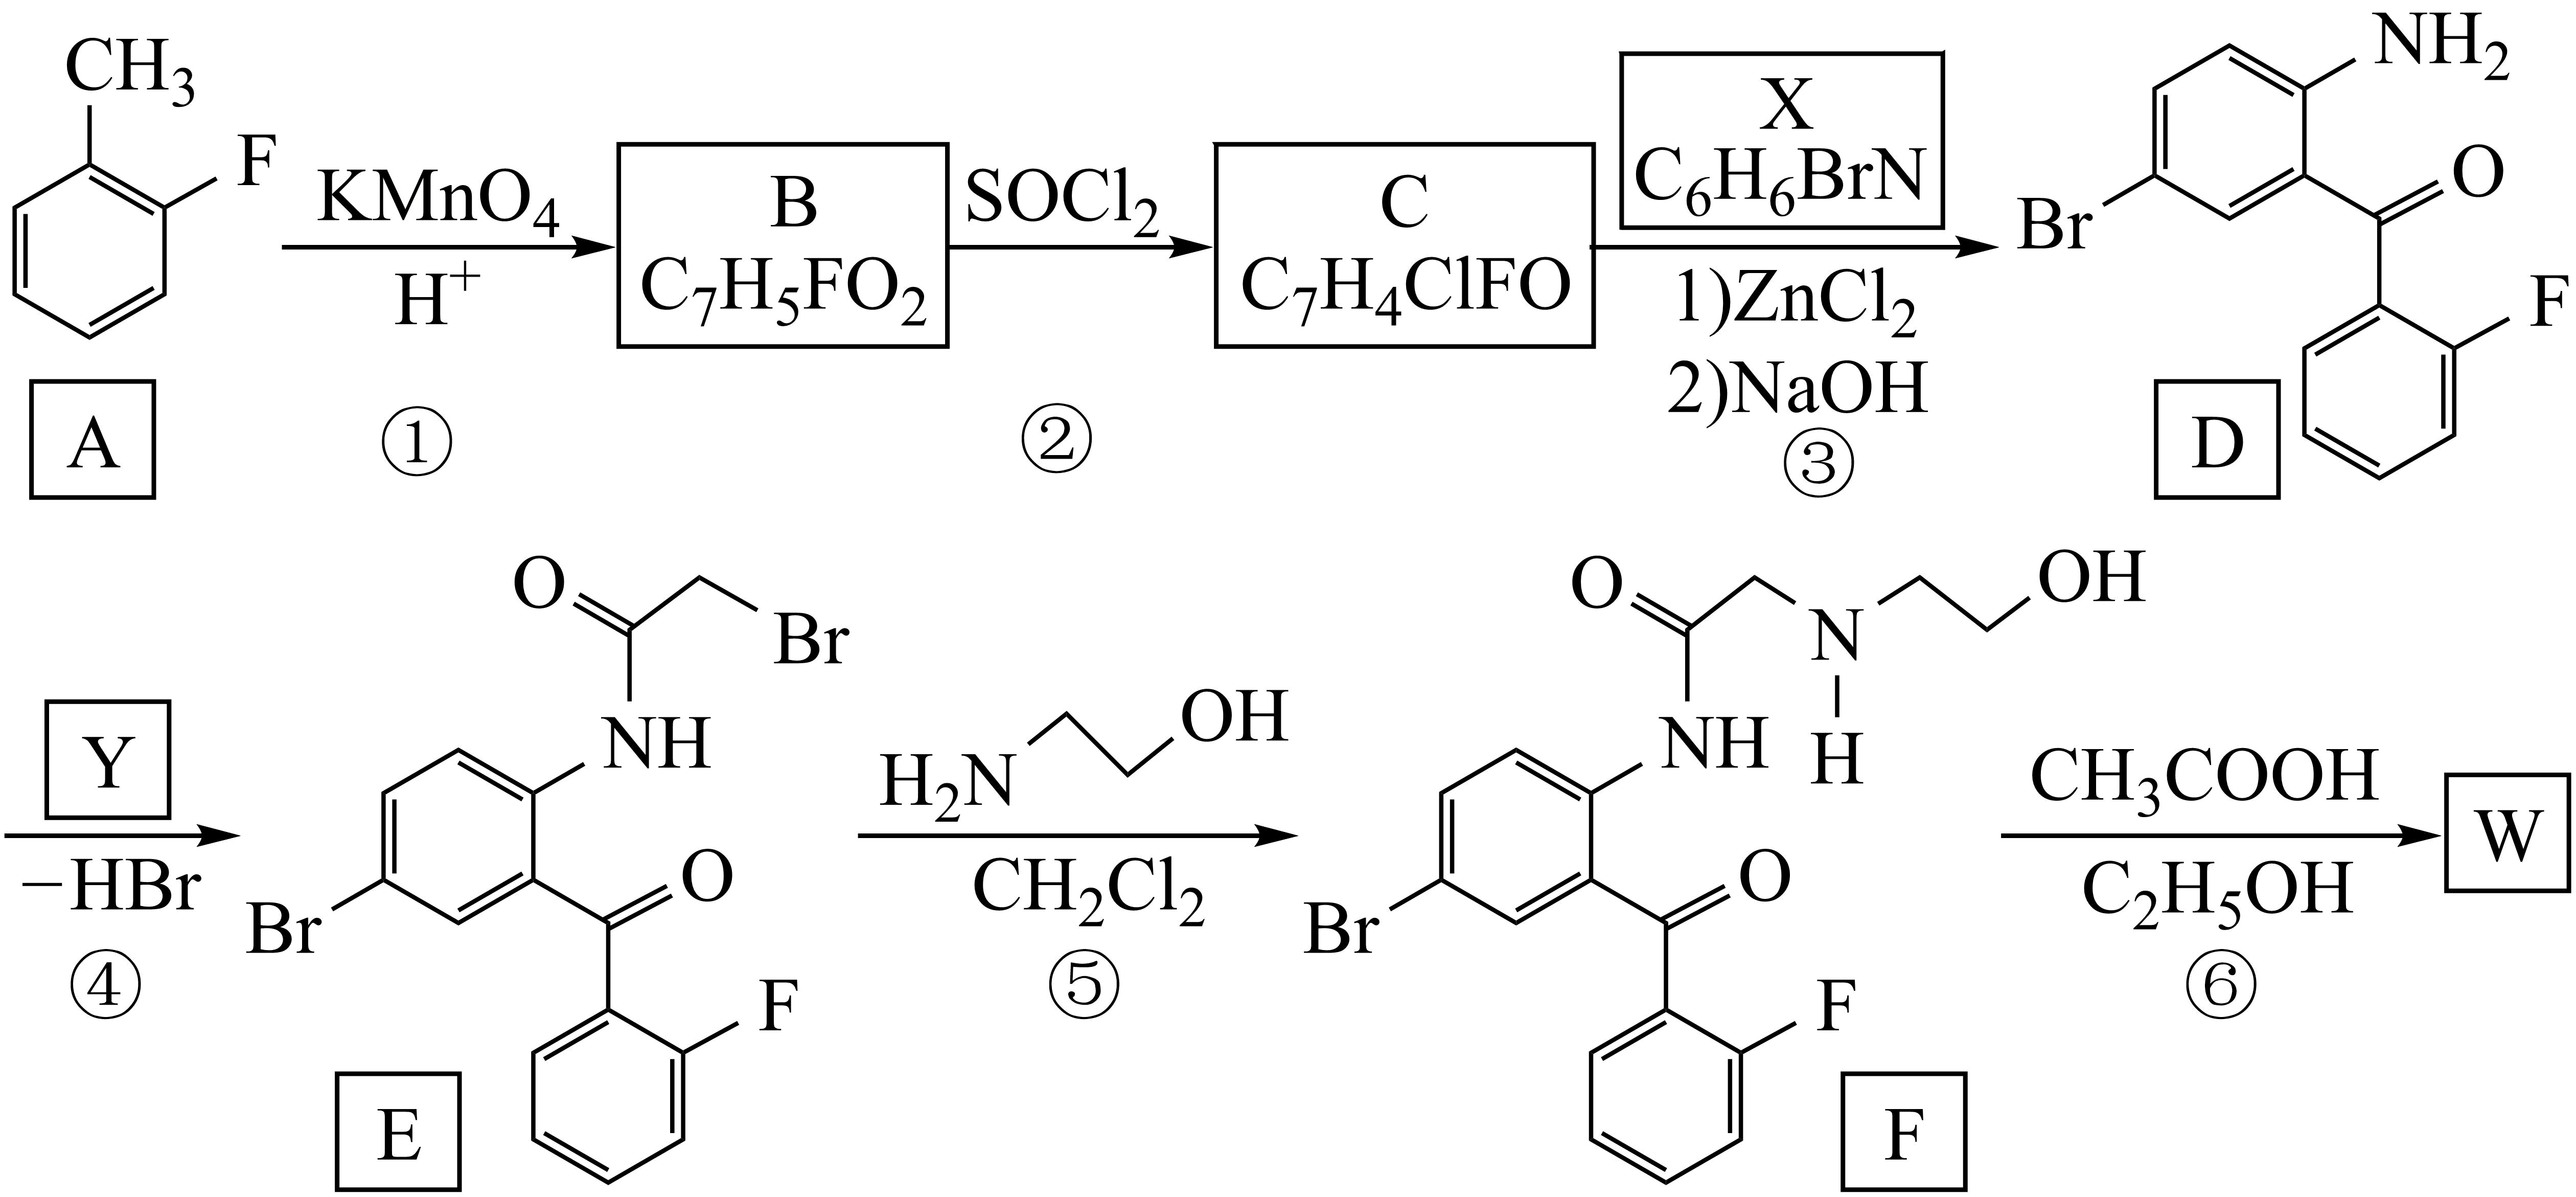 CH₃
F
KMnO₄
H⁺
①
A
B
C₇H₅FO₂
SOCl₂
②
C
C₇H₄ClFO
X
C₆H₆BrN
1)ZnCl₂
2)NaOH
③
NH₂
O
Br
F
D
Y
−HBr
④
O
Br
NH
O
Br
F
E
H₂N
OH
CH₂Cl₂
⑤
O
N
H
OH
NH
O
Br
F
F
CH₃COOH
C₂H₅OH
⑥
W